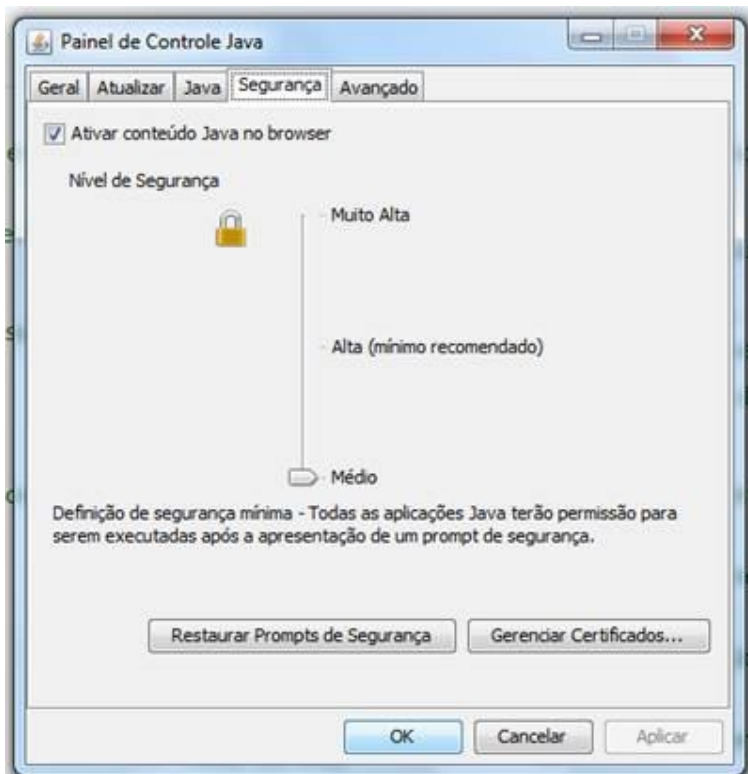 Painel de Controle Java
Geral Atualizar Java Segurança Avançado
Ativar conteúdo Java no browser
Nível de Segurança
Muito Alta
Alta (mínimo recomendado)
Médio
Definição de segurança mínima - Todas as aplicações Java terão permissão para
serem executadas após a apresentação de um prompt de segurança.
Restaurar Prompts de Segurança Gerenciar Certificados...
OK Cancelar Aplicar